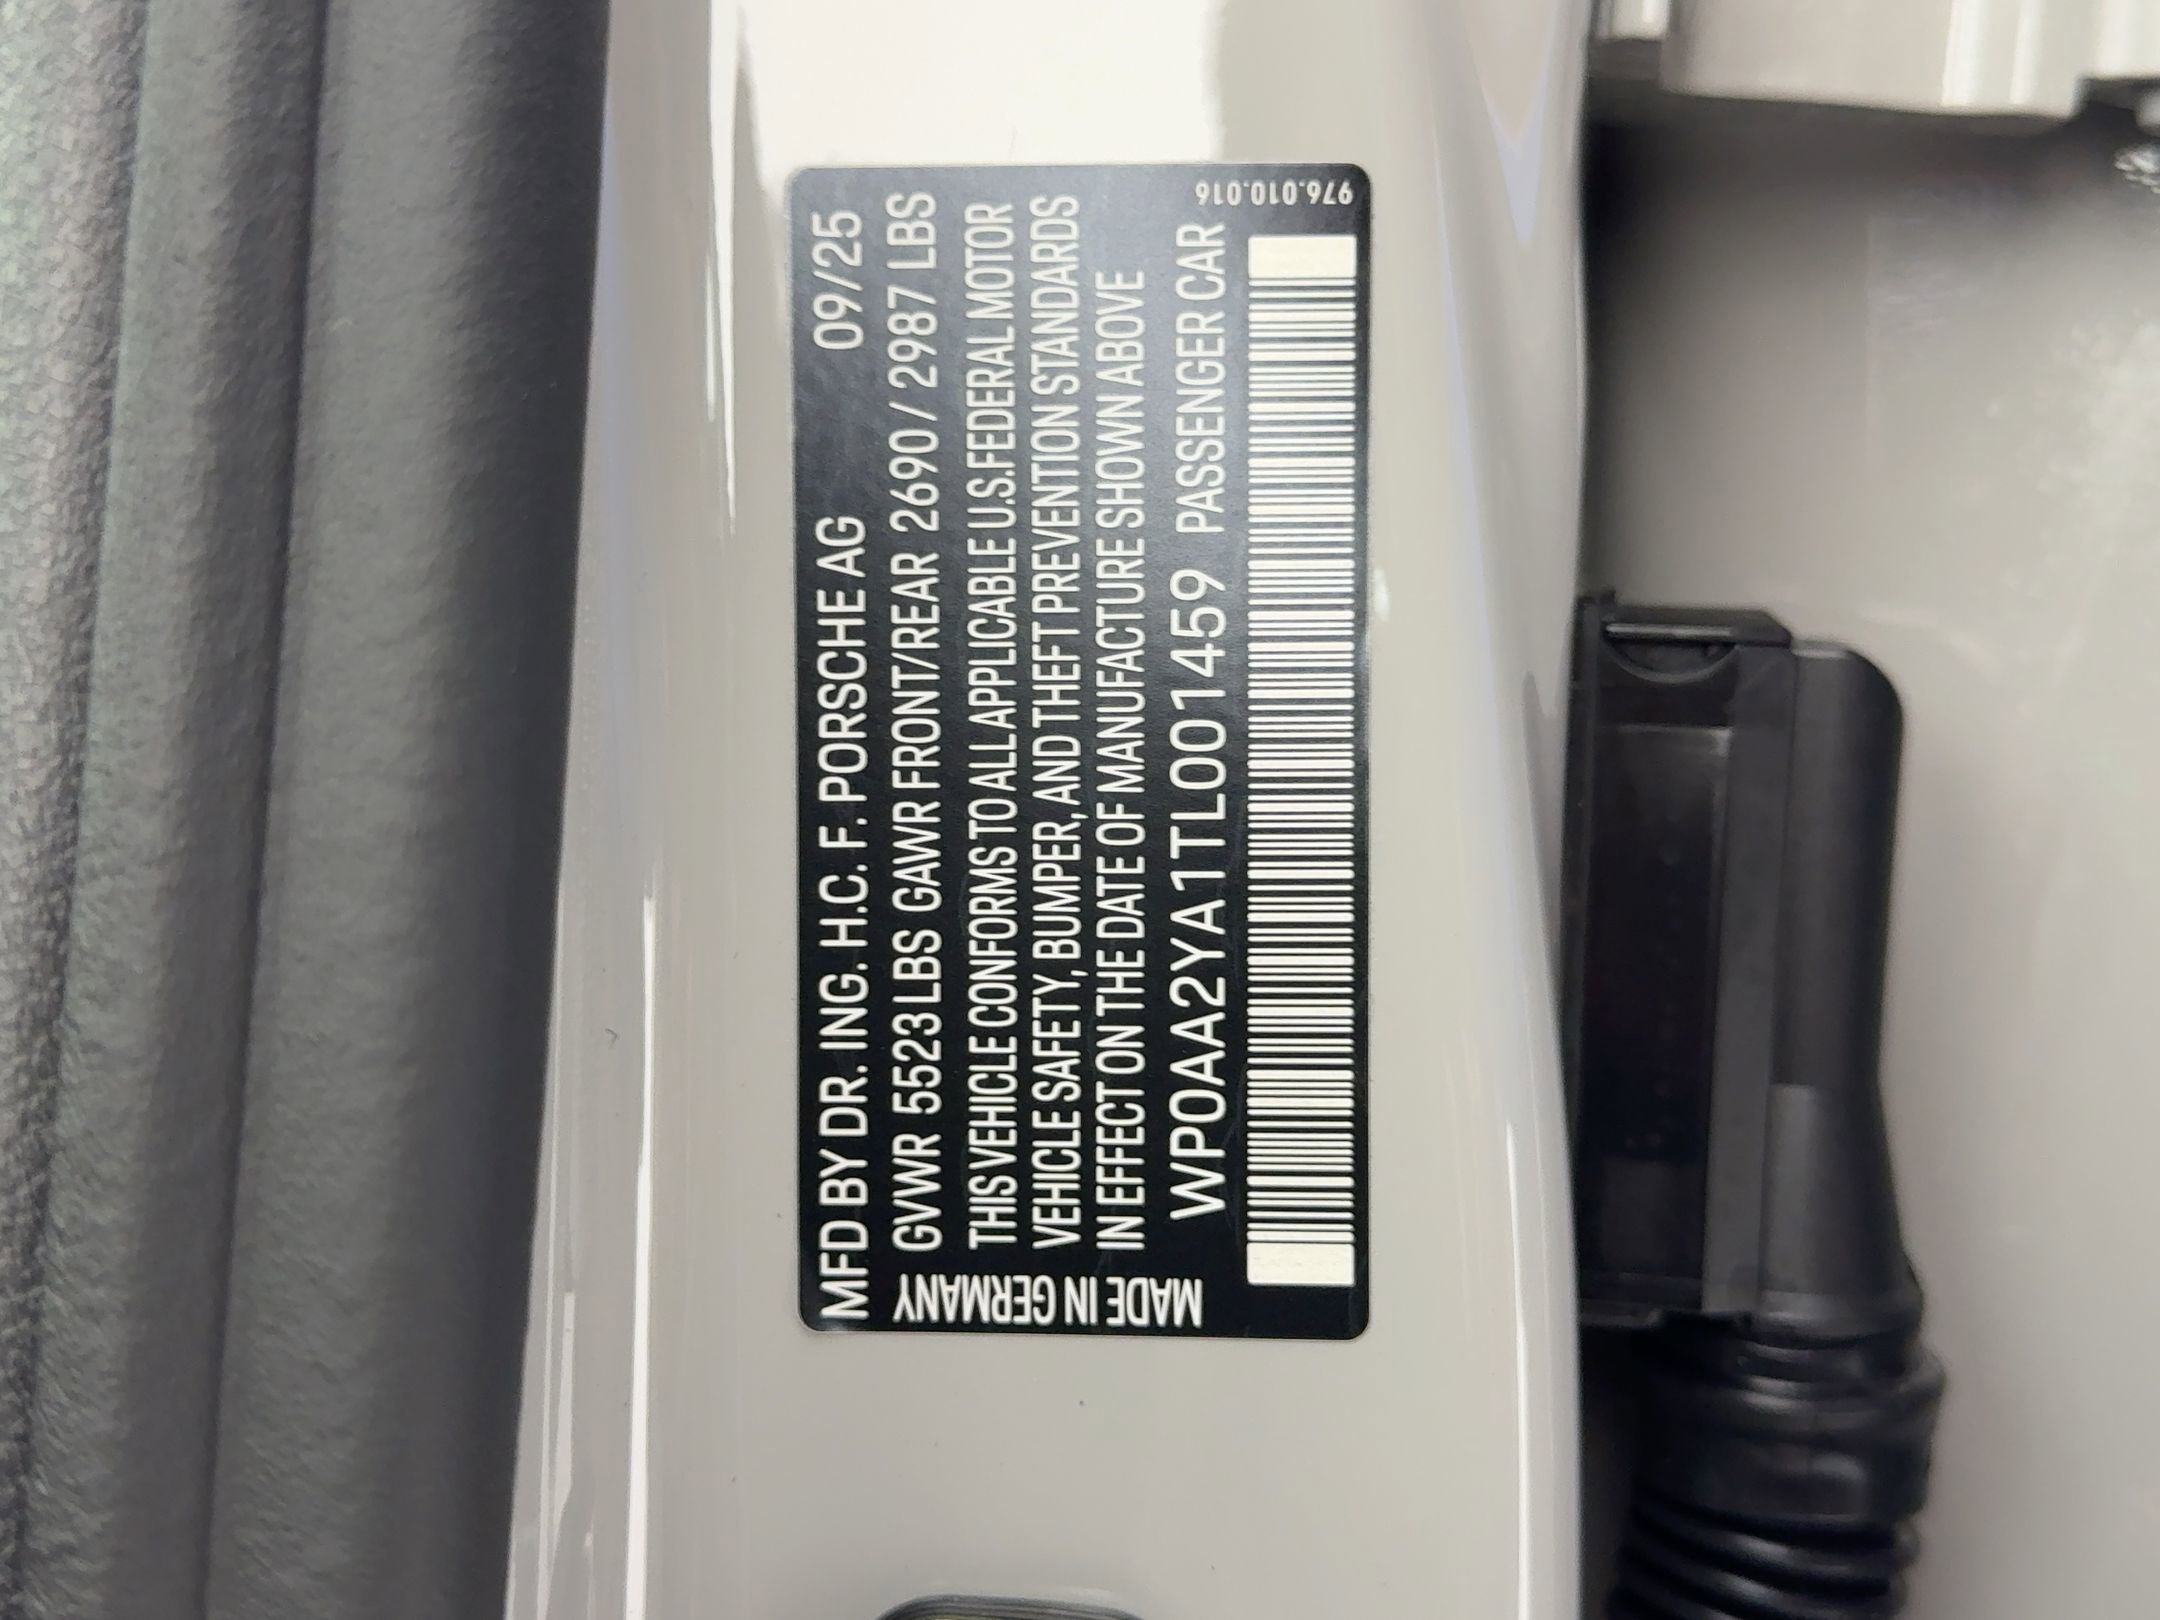 MFD BY DR. ING. H.C. F. PORSCHE AG 09/25
GVWR 5523 LBS GAWR FRONT/REAR 2690 / 2987 LBS
THIS VEHICLE CONFORMS TO ALL APPLICABLE U.S.FEDERAL MOTOR
VEHICLE SAFETY, BUMPER, AND THEFT PREVENTION STANDARDS
IN EFFECT ON THE DATE OF MANUFACTURE SHOWN ABOVE
WP0AA2YA1TL001459 PASSENGER CAR
MADE IN GERMANY
976.010.016